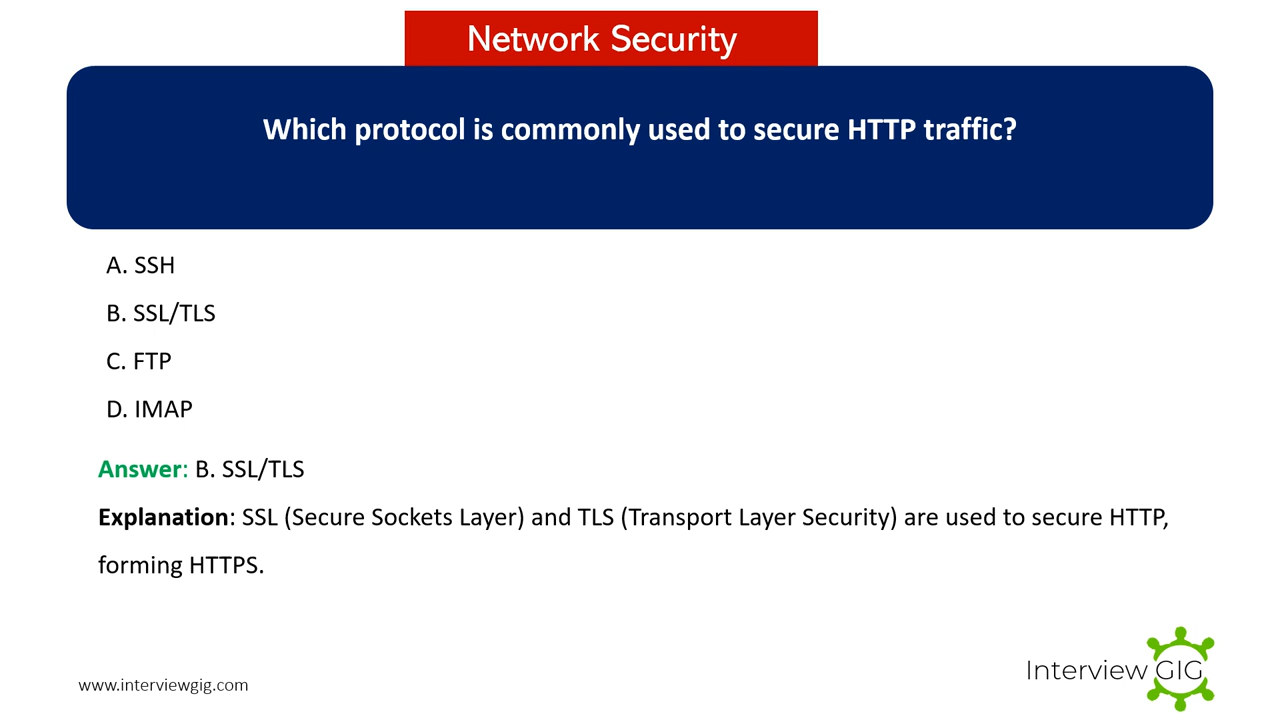 Network Security
Which protocol is commonly used to secure HTTP traffic?
A. SSH
B. SSL/TLS
C. FTP
D. IMAP
Answer: B. SSL/TLS
Explanation: SSL (Secure Sockets Layer) and TLS (Transport Layer Security) are used to secure HTTP,
forming HTTPS.
www.interviewgig.com
Interview GIG